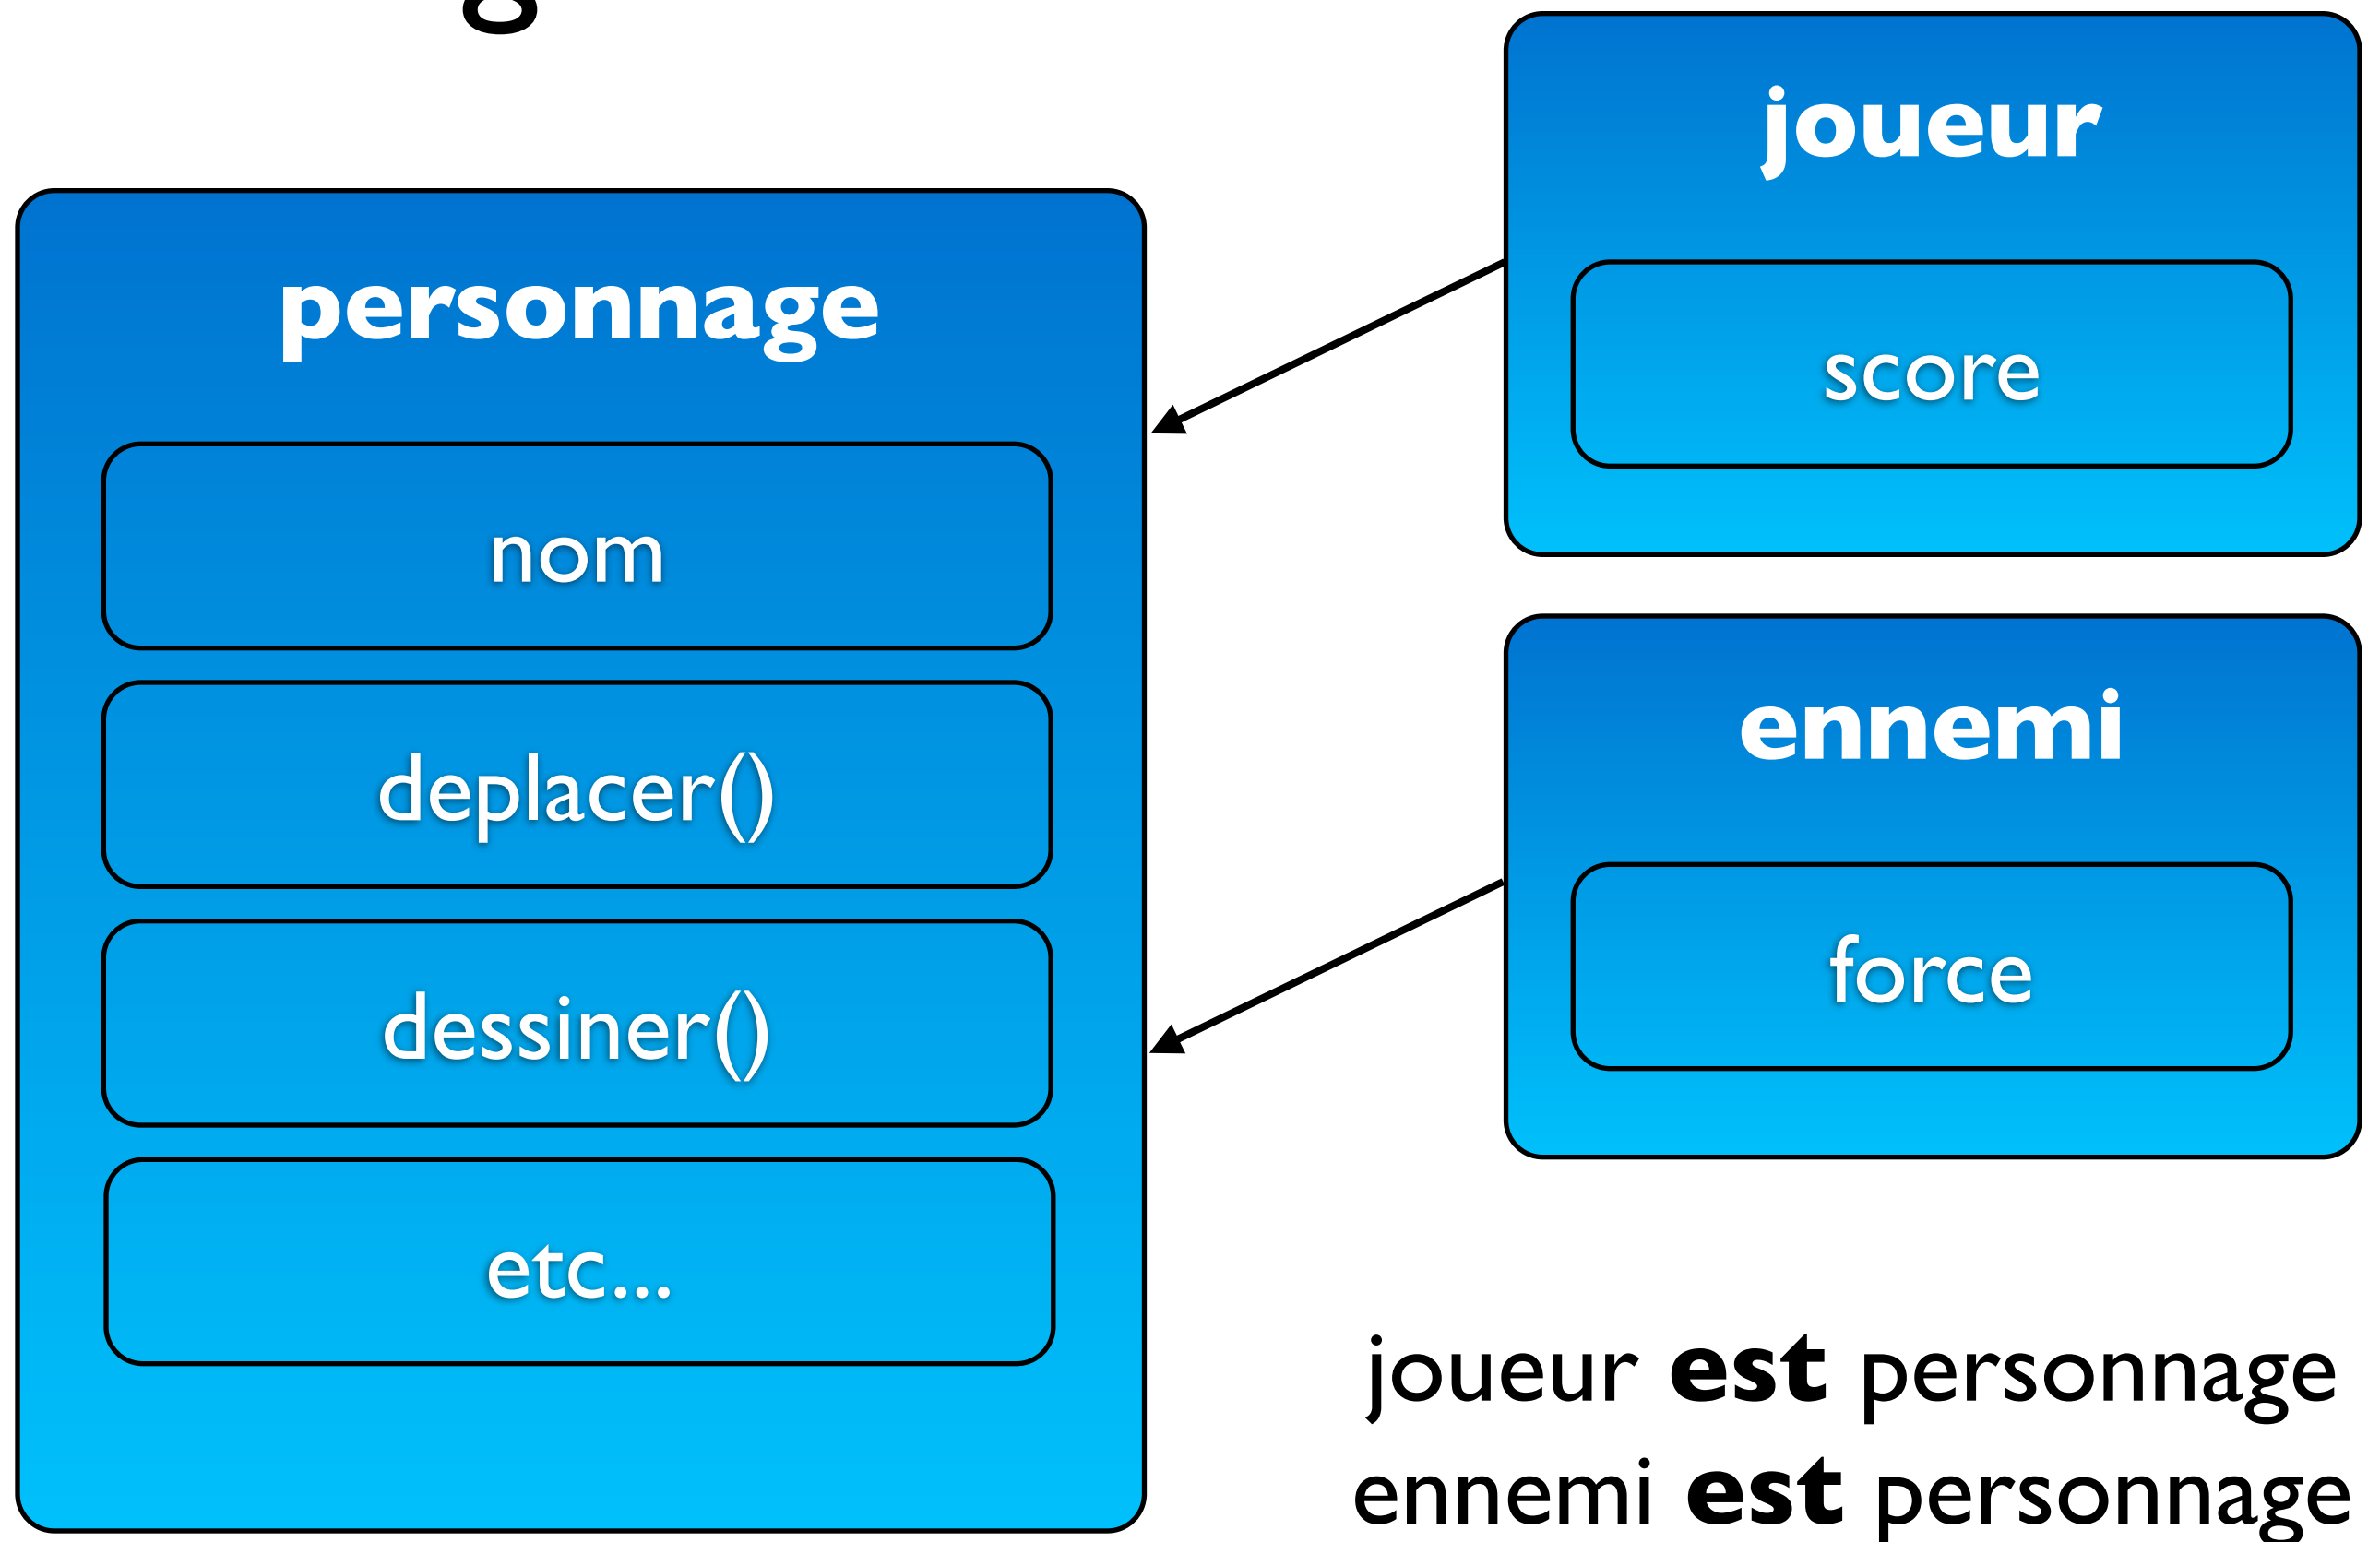 personnage
nom
deplacer()
dessiner()
etc...
joueur
score
ennemi
force
joueur est personnage
ennemi est personnage